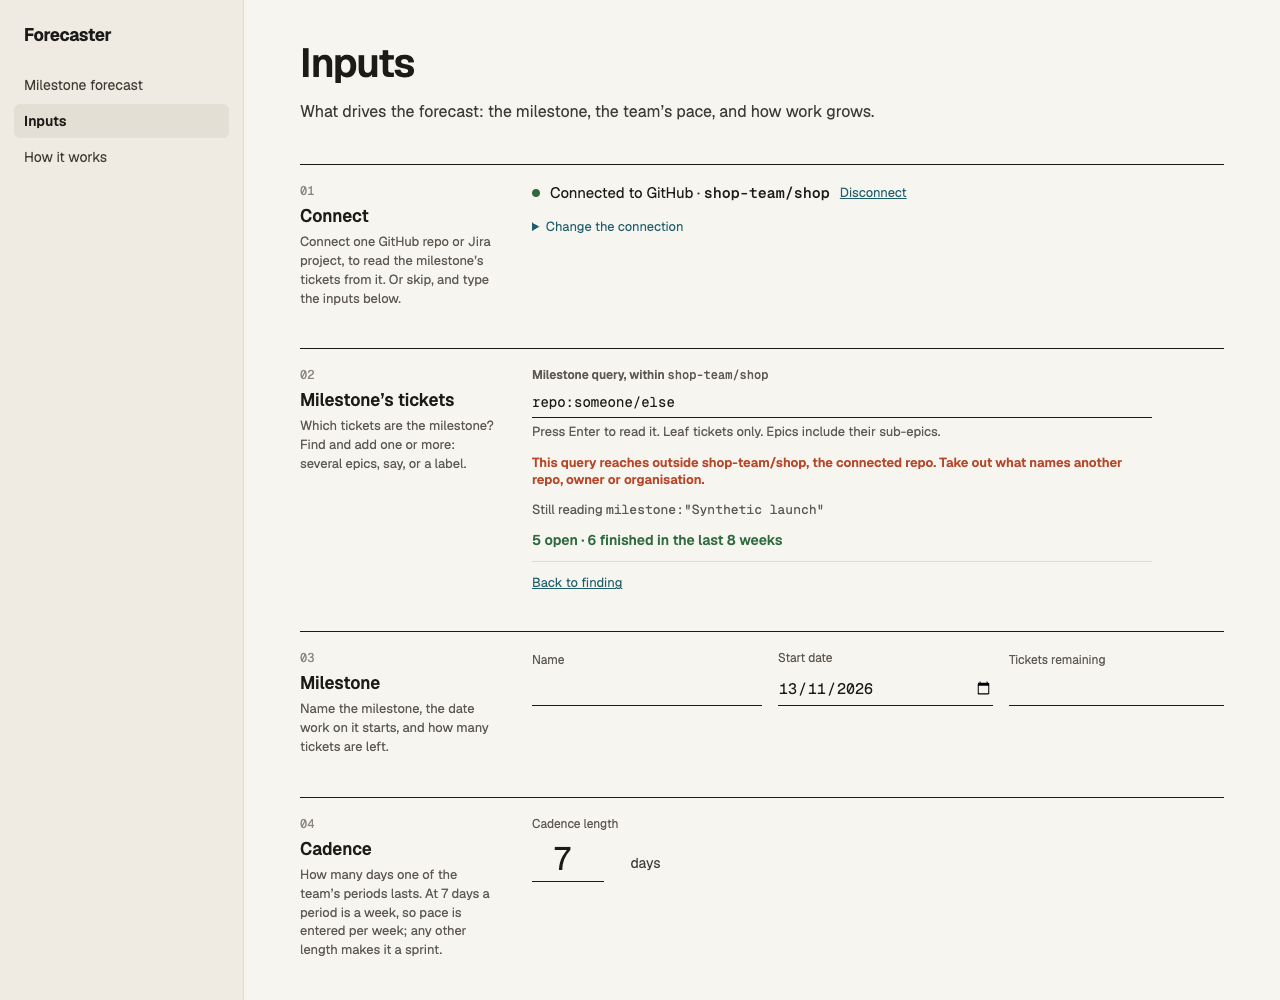 Forecaster
Milestone forecast
Inputs
How it works
Inputs
What drives the forecast: the milestone, the team’s pace, and how work grows.
01
Connect
Connect one GitHub repo or Jira
project, to read the milestone’s
tickets from it. Or skip, and type
the inputs below.
Connected to GitHub · shop-team/shop Disconnect
Change the connection
02
Milestone’s tickets
Which tickets are the milestone?
Find and add one or more:
several epics, say, or a label.
Milestone query, within shop-team/shop
repo:someone/else
Press Enter to read it. Leaf tickets only. Epics include their sub-epics.
This query reaches outside shop-team/shop, the connected repo. Take out what names another
repo, owner or organisation.
Still reading milestone:"Synthetic launch"
5 open · 6 finished in the last 8 weeks
Back to finding
03
Milestone
Name the milestone, the date
work on it starts, and how many
tickets are left.
Name
Start date
13/11/2026
Tickets remaining
04
Cadence
How many days one of the
team’s periods lasts. At 7 days a
period is a week, so pace is
entered per week; any other
length makes it a sprint.
Cadence length
7 days